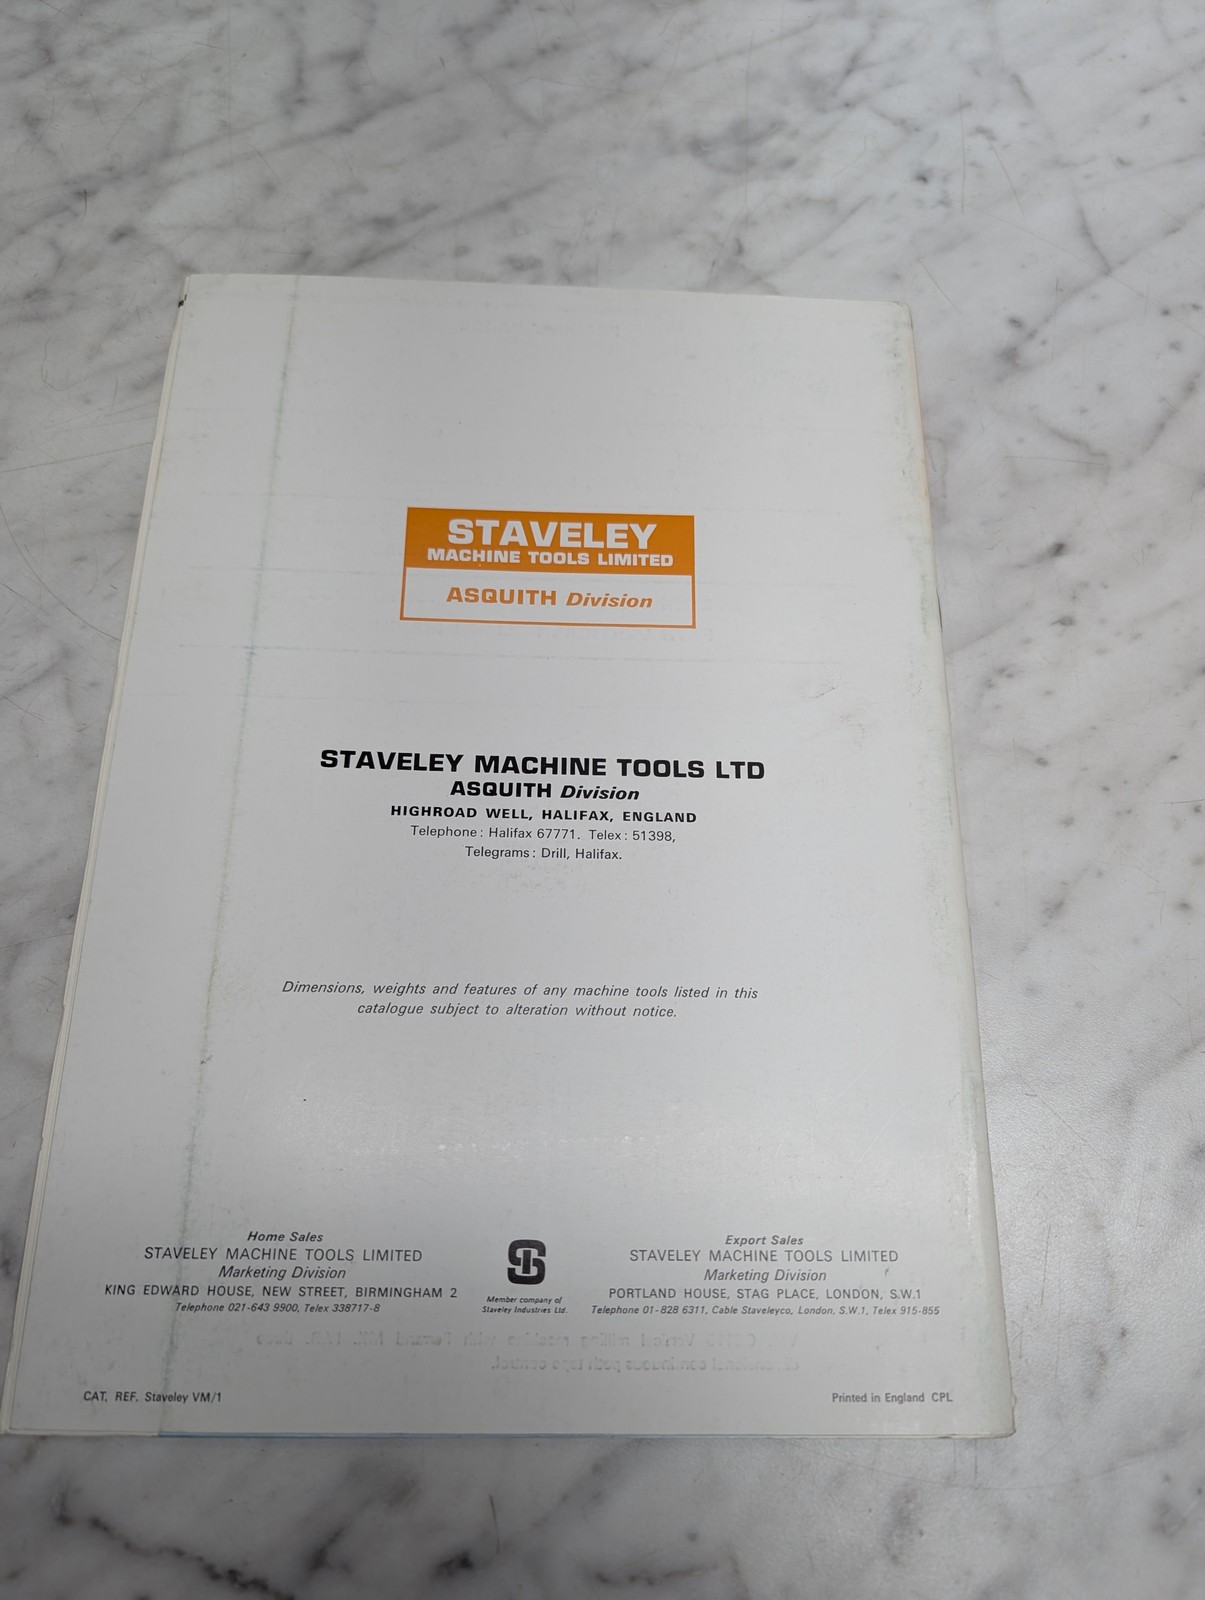 STAVELEY
MACHINE TOOLS LIMITED
ASQUITH Division
STAVELEY MACHINE TOOLS LTD
ASQUITH Division
HIGHROAD WELL, HALIFAX, ENGLAND
Telephone: Halifax 67771. Telex: 51398,
Telegrams: Drill, Halifax.
Dimensions, weights and features of any machine tools listed in this
catalogue subject to alteration without notice.
Home Sales
STAVELEY MACHINE TOOLS LIMITED
Marketing Division
KING EDWARD HOUSE, NEW STREET, BIRMINGHAM 2
Telephone 021-643 9900, Telex 338717-8
Member company of
Staveley Industries Ltd.
Export Sales
STAVELEY MACHINE TOOLS LIMITED
Marketing Division
PORTLAND HOUSE, STAG PLACE, LONDON, S.W.1
Telephone 01-828 6311, Cable Staveleyco, London, S.W.1, Telex 915-855
CAT. REF. Staveley VM/1
Printed in England CPL